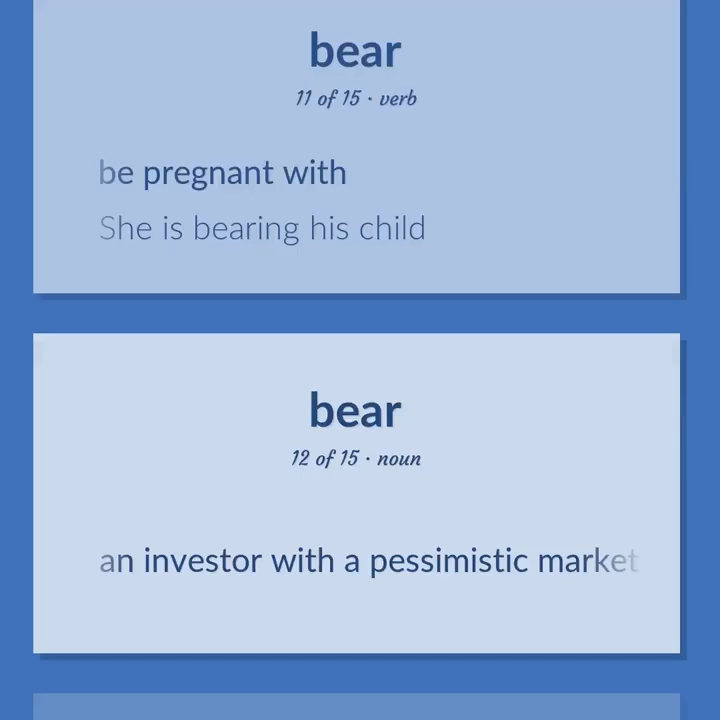 bear
11 of 15 · verb
be pregnant with
She is bearing his child
bear
12 of 15 · noun
an investor with a pessimistic market